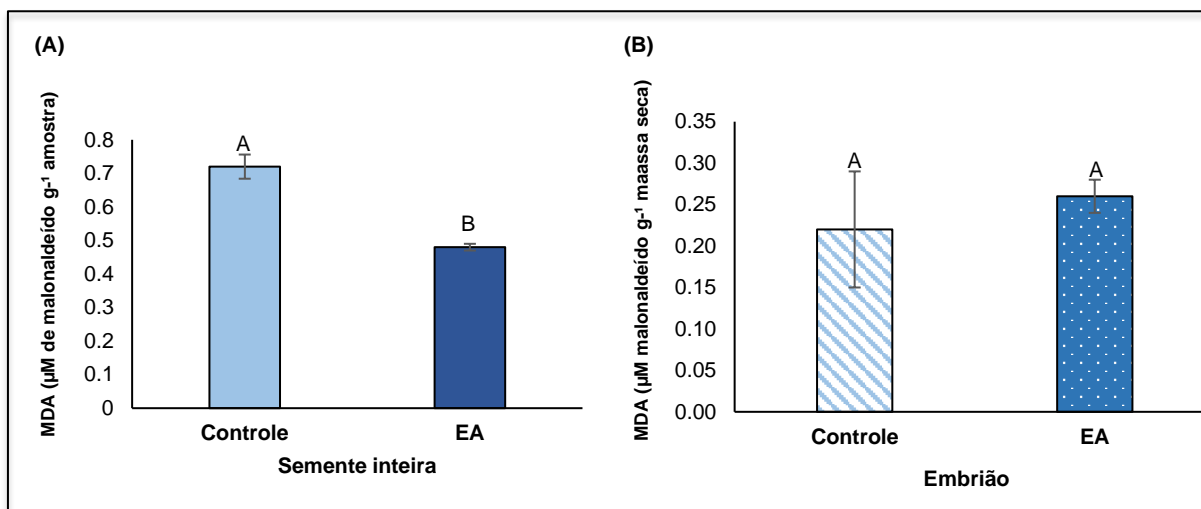 (A)
MDA (µM de malonaldeído g-1 amostra)
0.8
0.7
0.6
0.5
0.4
0.3
0.2
0.1
0
A
B
Controle
EA
Semente inteira
(B)
MDA (µM malonaldeído g-1 maassa seca)
0.35
0.30
0.25
0.20
0.15
0.10
0.05
0.00
A
A
Controle
EA
Embrião